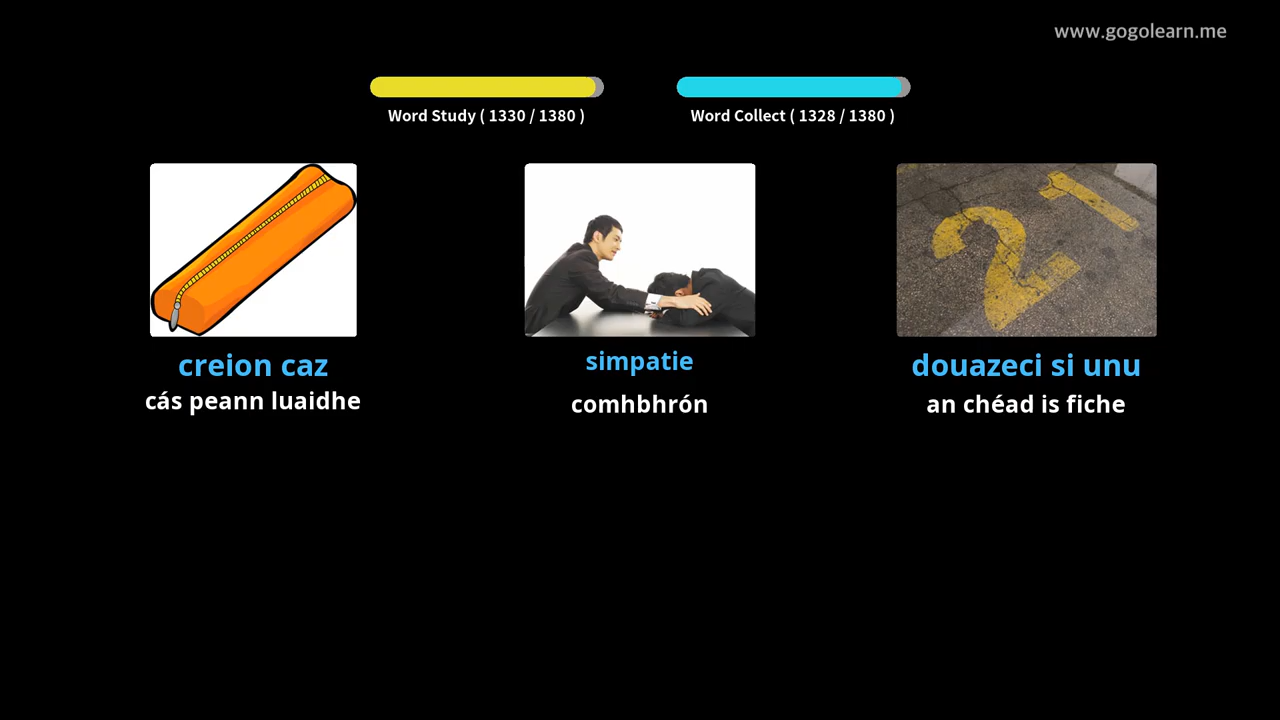 www.gogolearn.me
Word Study ( 1330 / 1380 )
Word Collect ( 1328 / 1380 )
21
creion caz
cás peann luaidhe
simpatie
comhbhrón
douazeci si unu
an chéad is fiche